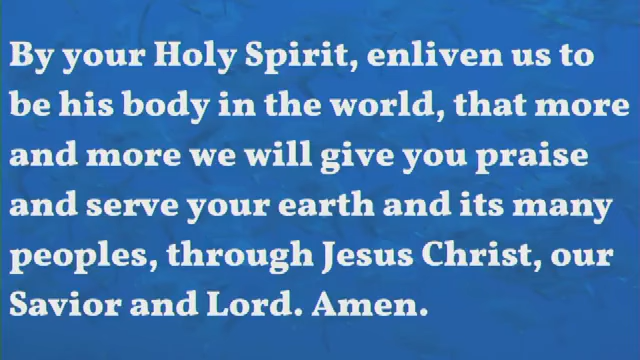 By your Holy Spirit, enliven us to
be his body in the world, that more
and more we will give you praise
and serve your earth and its many
peoples, through Jesus Christ, our
Savior and Lord. Amen.